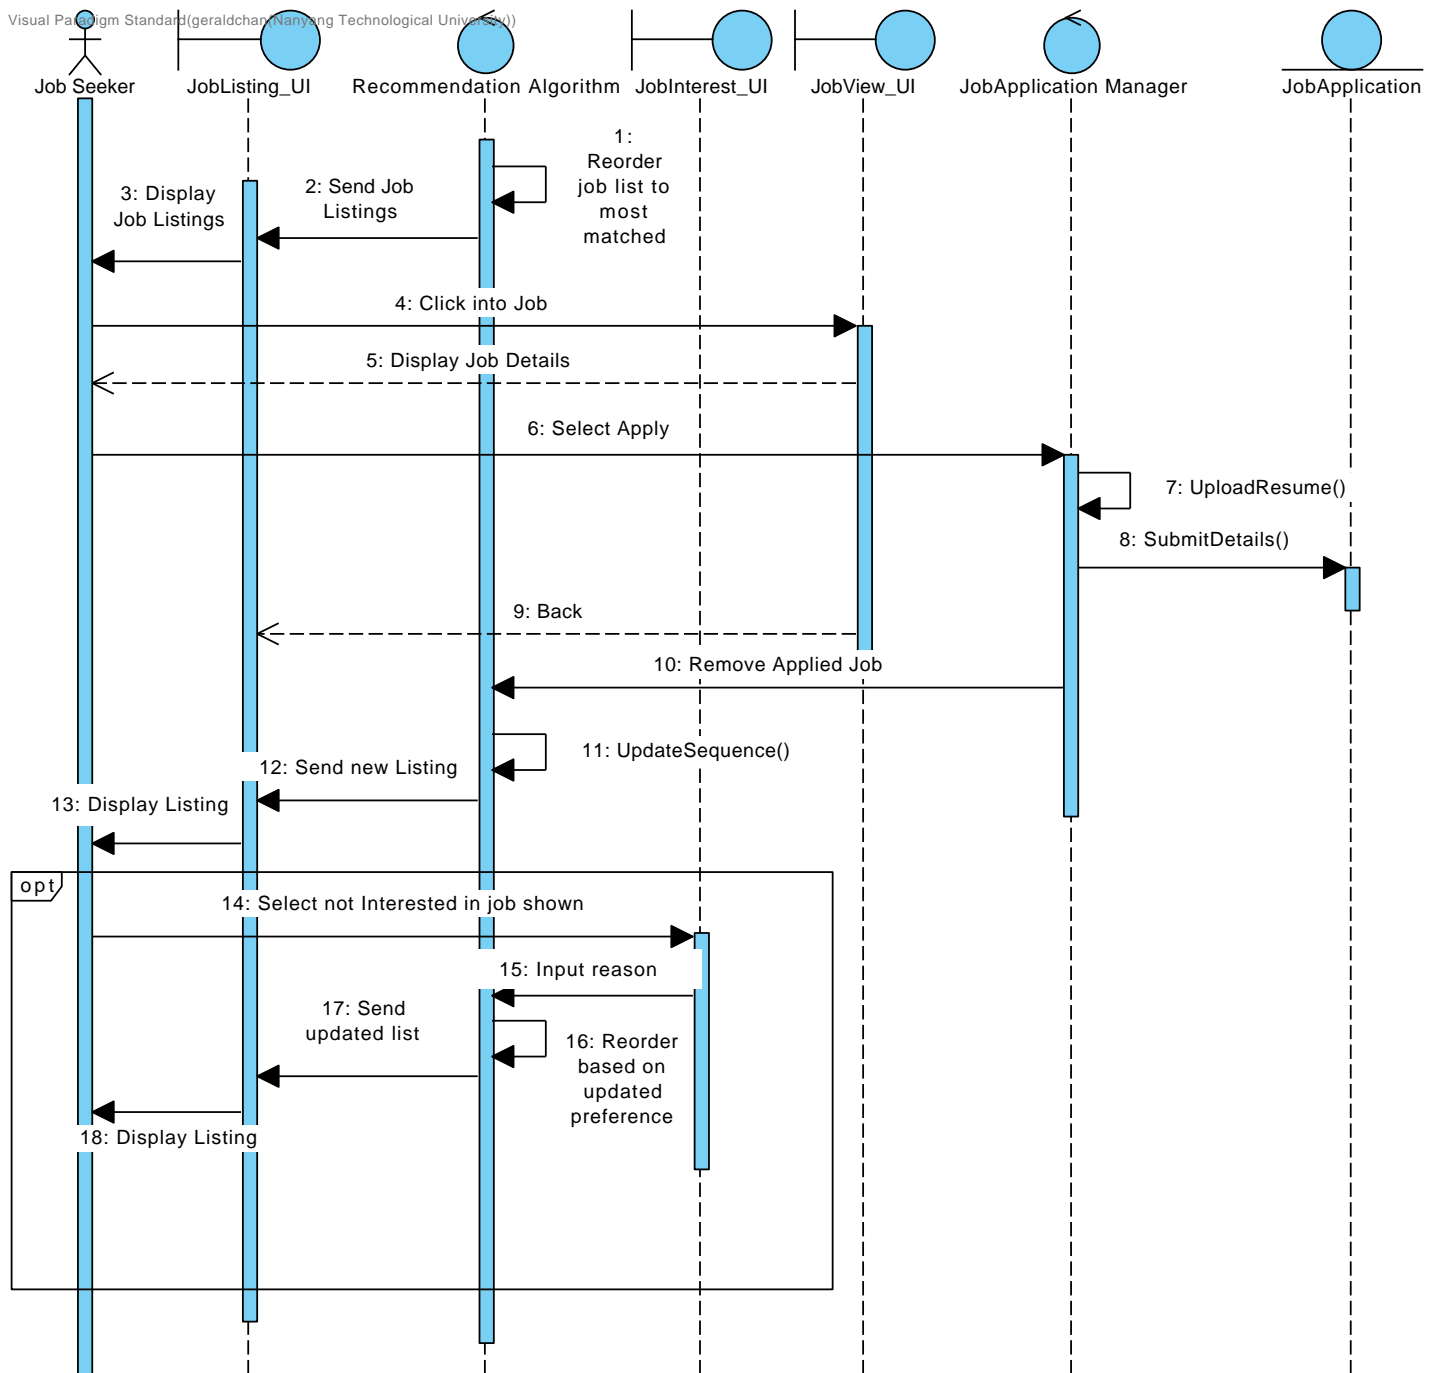 Visual Paradigm Standard(geraldchan(Nanyang Technological University))
Job Seeker
JobListing_UI
Recommendation Algorithm
JobInterest_UI
JobView_UI
JobApplication Manager
JobApplication
1:
Reorder
job list to
most
matched
2: Send Job
Listings
3: Display
Job Listings
4: Click into Job
5: Display Job Details
6: Select Apply
7: UploadResume()
8: SubmitDetails()
9: Back
10: Remove Applied Job
11: UpdateSequence()
12: Send new Listing
13: Display Listing
opt
14: Select not Interested in job shown
15: Input reason
17: Send
updated list
16: Reorder
based on
updated
preference
18: Display Listing